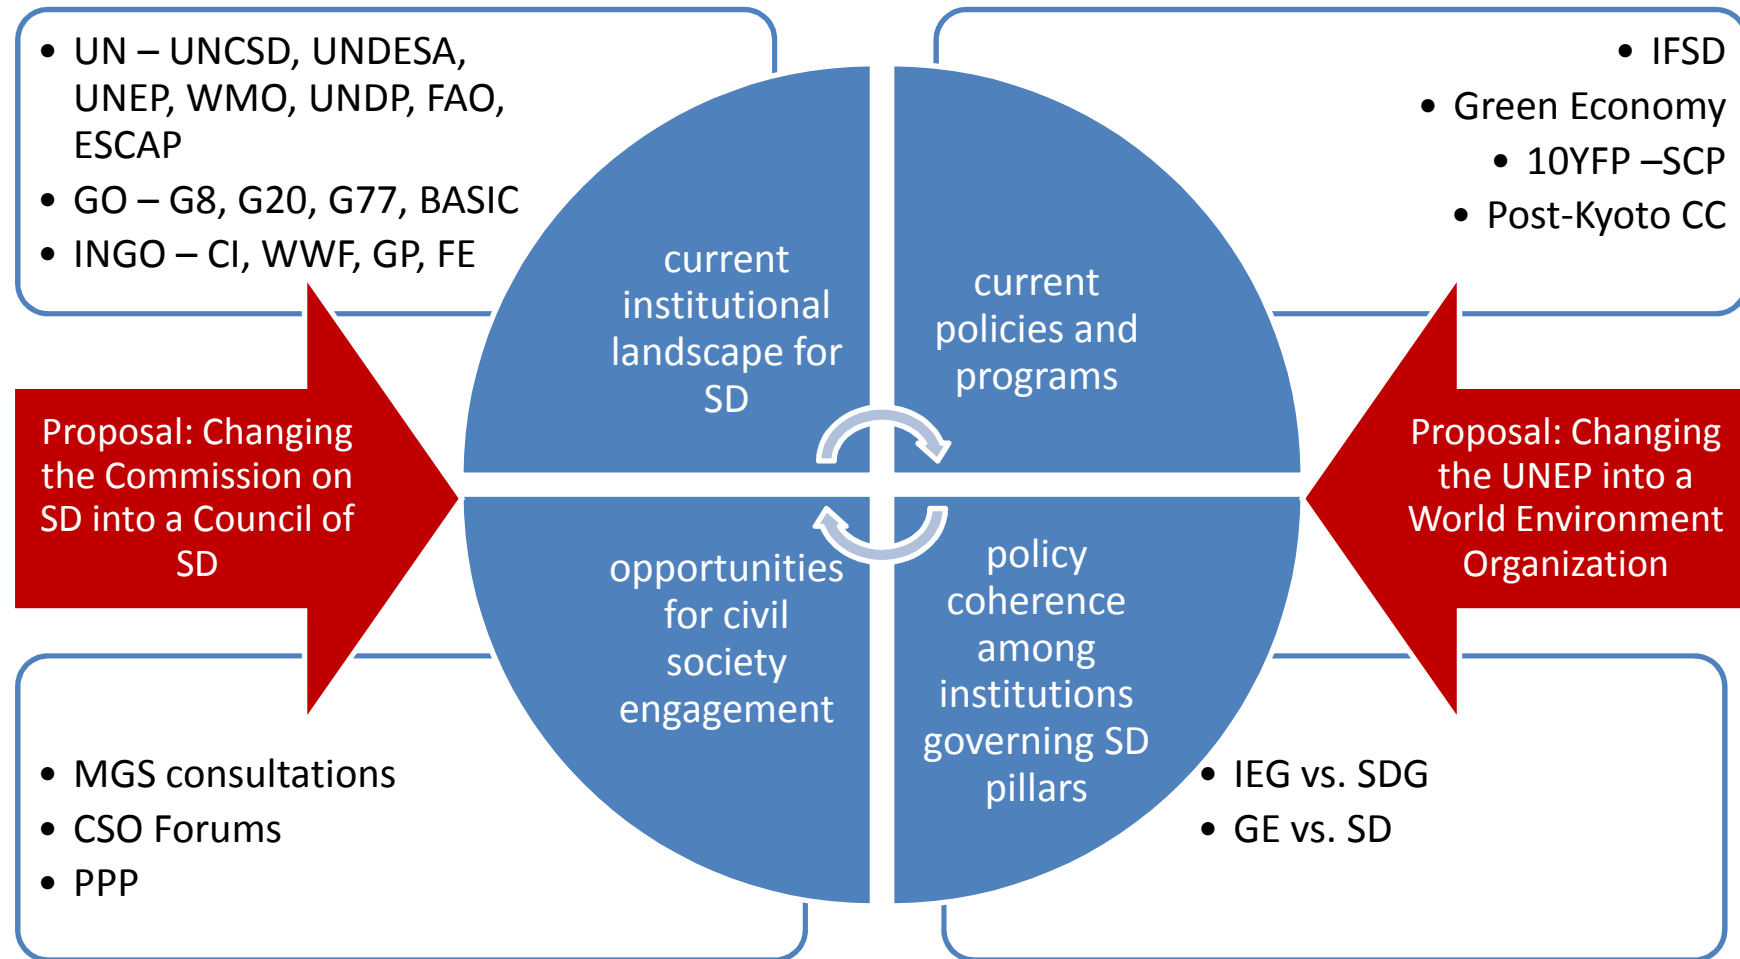 • UN – UNCSD, UNDESA,
UNEP, WMO, UNDP, FAO,
ESCAP
• GO – G8, G20, G77, BASIC
• INGO – CI, WWF, GP, FE
• IFSD
• Green Economy
• 10YFP –SCP
• Post-Kyoto CC
current
institutional
landscape for
SD
current
policies and
programs
Proposal: Changing
the Commission on
SD into a Council of
SD
Proposal: Changing
the UNEP into a
World Environment
Organization
opportunities
for civil
society
engagement
policy
coherence
among
institutions
governing SD
pillars
• MGS consultations
• CSO Forums
• PPP
• IEG vs. SDG
• GE vs. SD